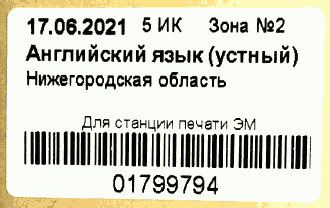 17.06.2021 5 ИК Зона №2
Английский язык (устный)
Нижегородская область
Для станции печати ЭМ
01799794